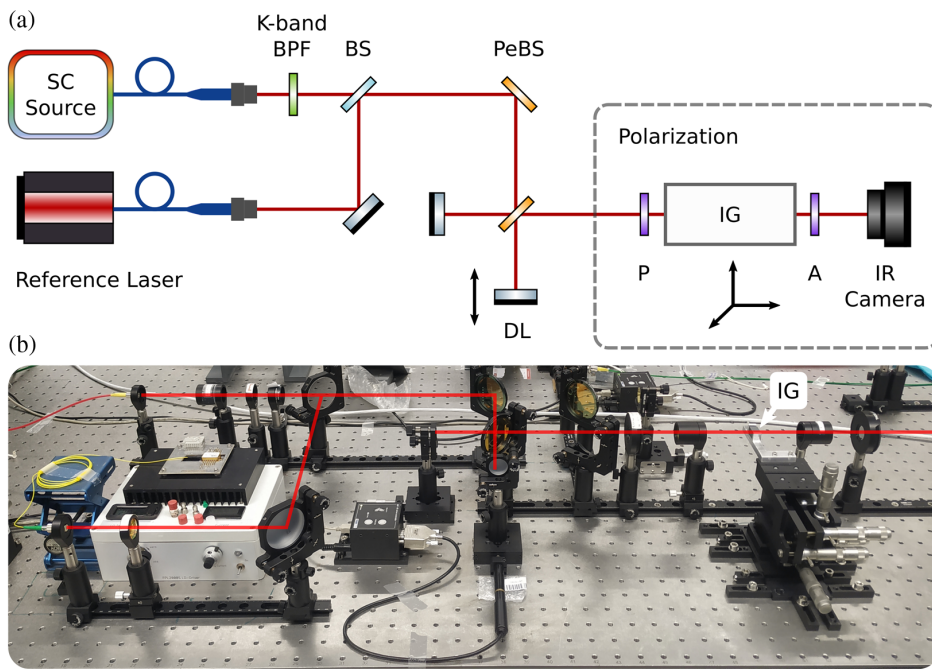 (a)
K-band
BPF
BS
PeBS
SC
Source
Polarization
IG
Reference Laser
P
A
IR
Camera
DL
(b)
IG